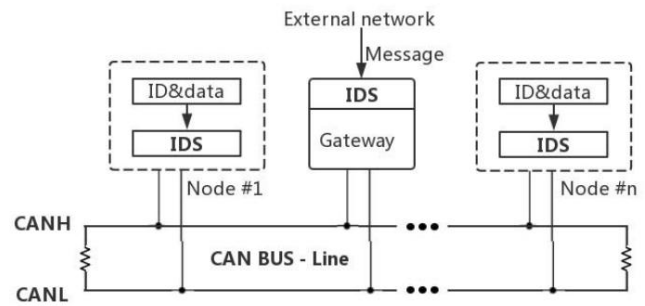 External network
Message
ID&data
IDS
Node #1
IDS
Gateway
ID&data
IDS
Node #n
CANH
CAN BUS - Line
CANL